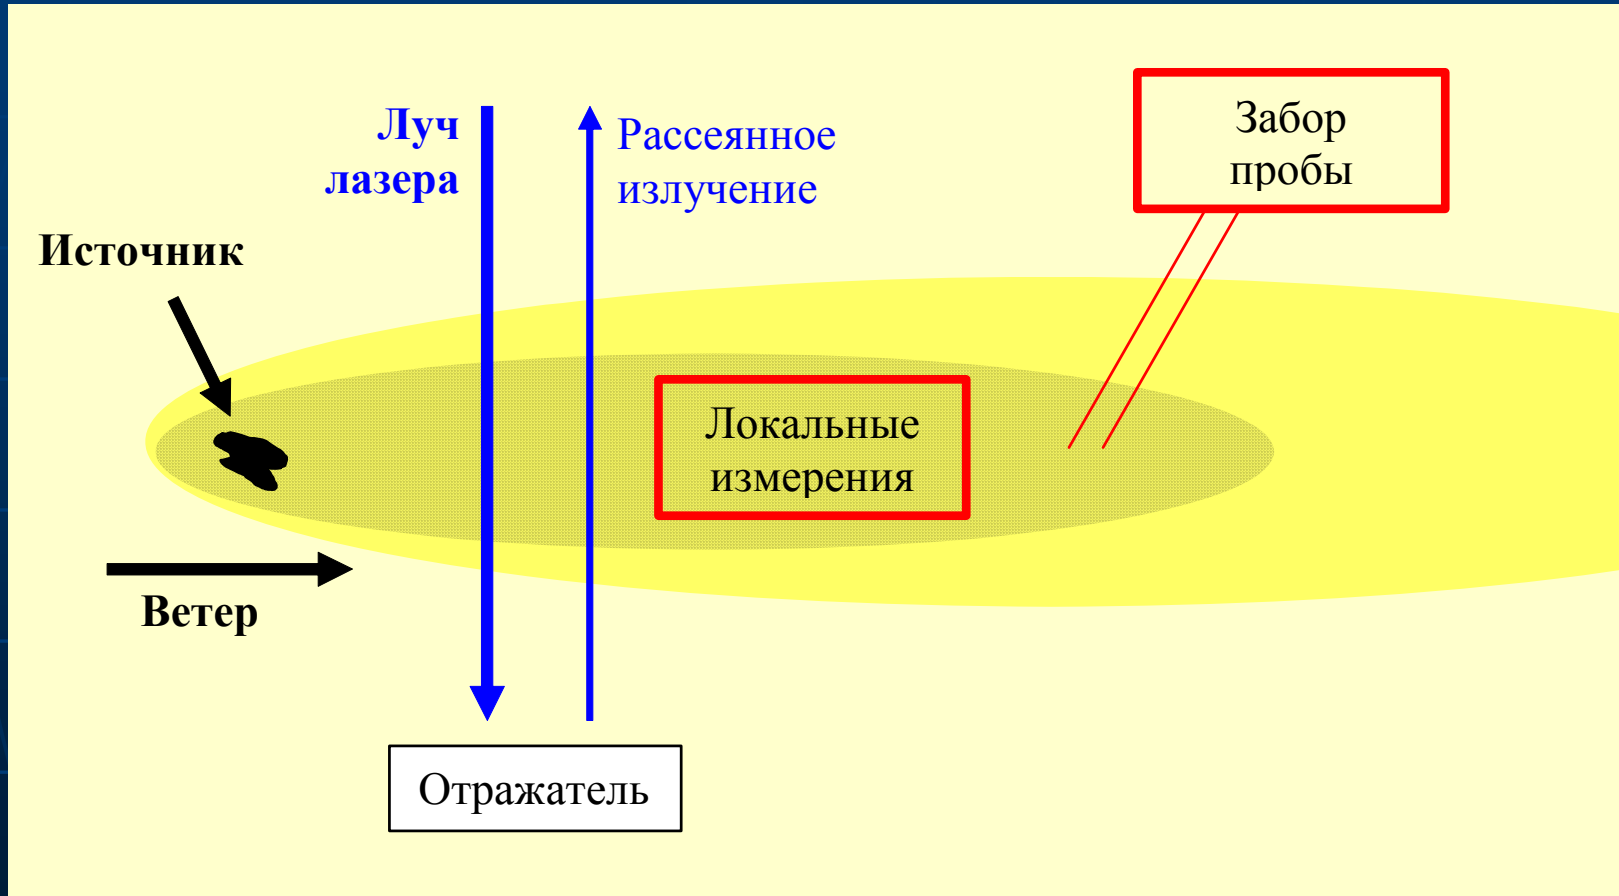 Луч
лазера
Рассеянное
излучение
Забор
пробы
Источник
Локальные
измерения
Ветер
Отражатель